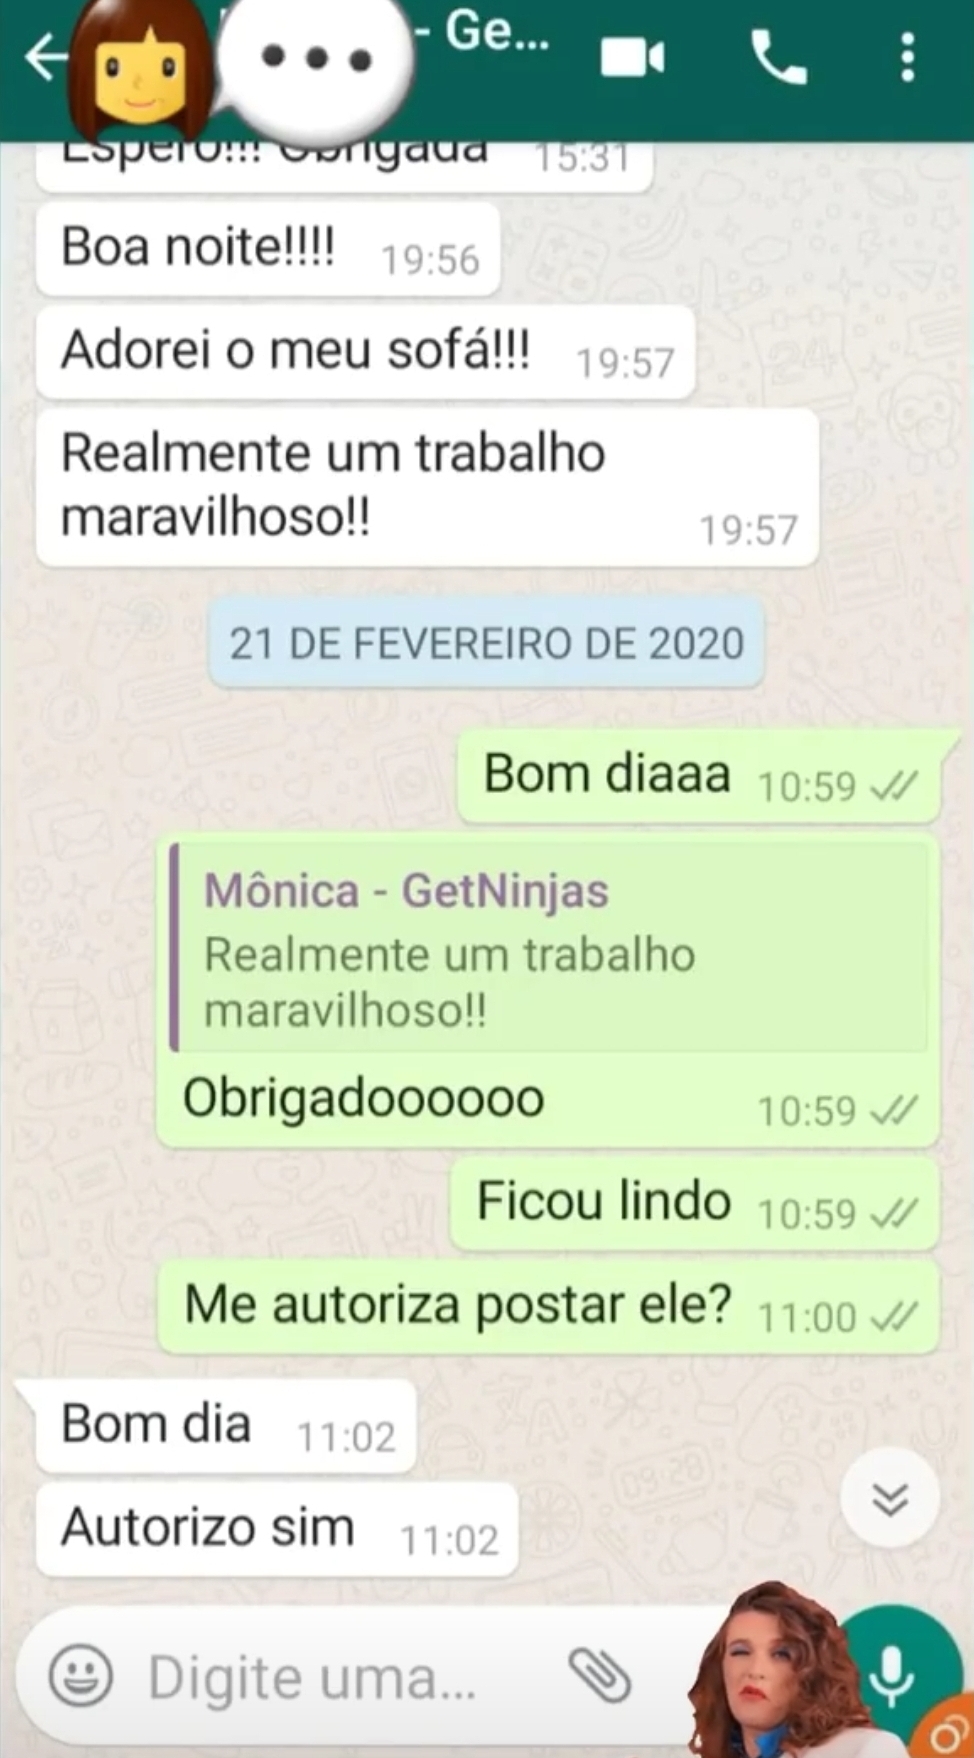 - Ge...
Espero!!! Obrigada 15:31
Boa noite!!!! 19:56
Adorei o meu sofá!!! 19:57
Realmente um trabalho
maravilhoso!! 19:57
21 DE FEVEREIRO DE 2020
Bom diaaa 10:59
Mônica - GetNinjas
Realmente um trabalho
maravilhoso!!
Obrigadoooooo 10:59
Ficou lindo 10:59
Me autoriza postar ele? 11:00
Bom dia 11:02
Autorizo sim 11:02
Digite uma...